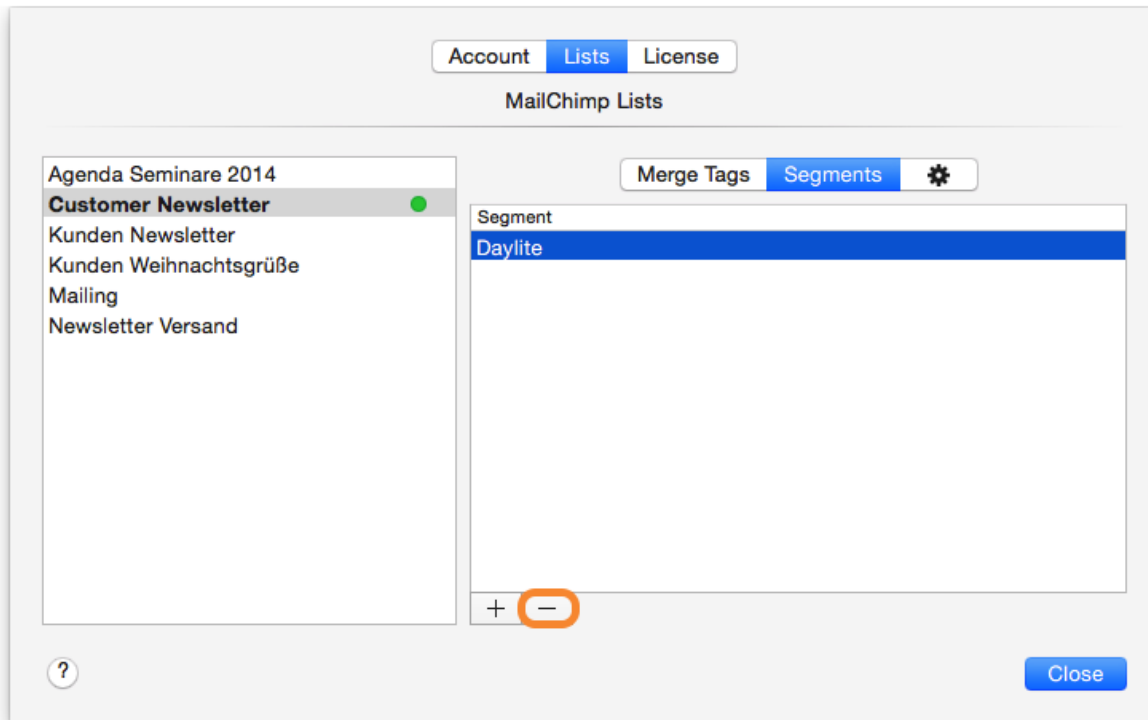 Account Lists License
MailChimp Lists
Agenda Seminare 2014
Customer Newsletter
Kunden Newsletter
Kunden Weihnachtsgrüße
Mailing
Newsletter Versand
Merge Tags Segments
Segment
Daylite
+ −
?
Close